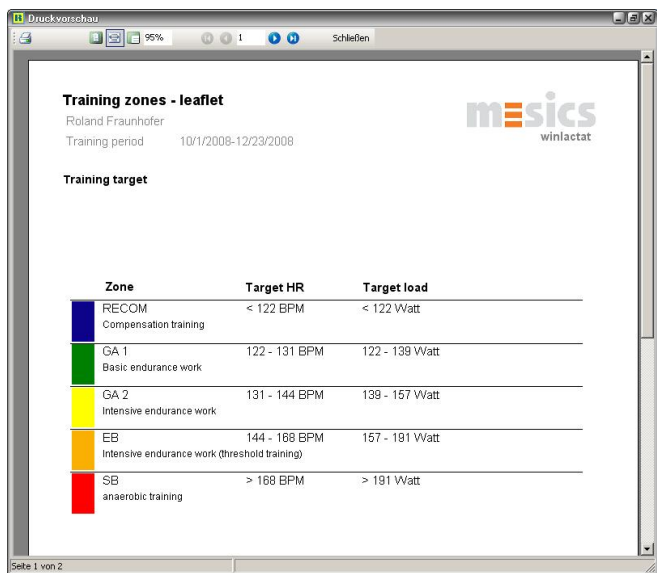 Druckvorschau
95%
1
Schließen
Training zones - leaflet
Roland Fraunhofer
Training period 10/1/2008-12/23/2008
mesics
winlactat
Training target
Zone Target HR Target load
RECOM < 122 BPM < 122 Watt
Compensation training
GA 1 122 - 131 BPM 122 - 139 Watt
Basic endurance work
GA 2 131 - 144 BPM 139 - 157 Watt
Intensive endurance work
EB 144 - 168 BPM 157 - 191 Watt
Intensive endurance work (threshold training)
SB > 168 BPM > 191 Watt
anaerobic training
Seite 1 von 2